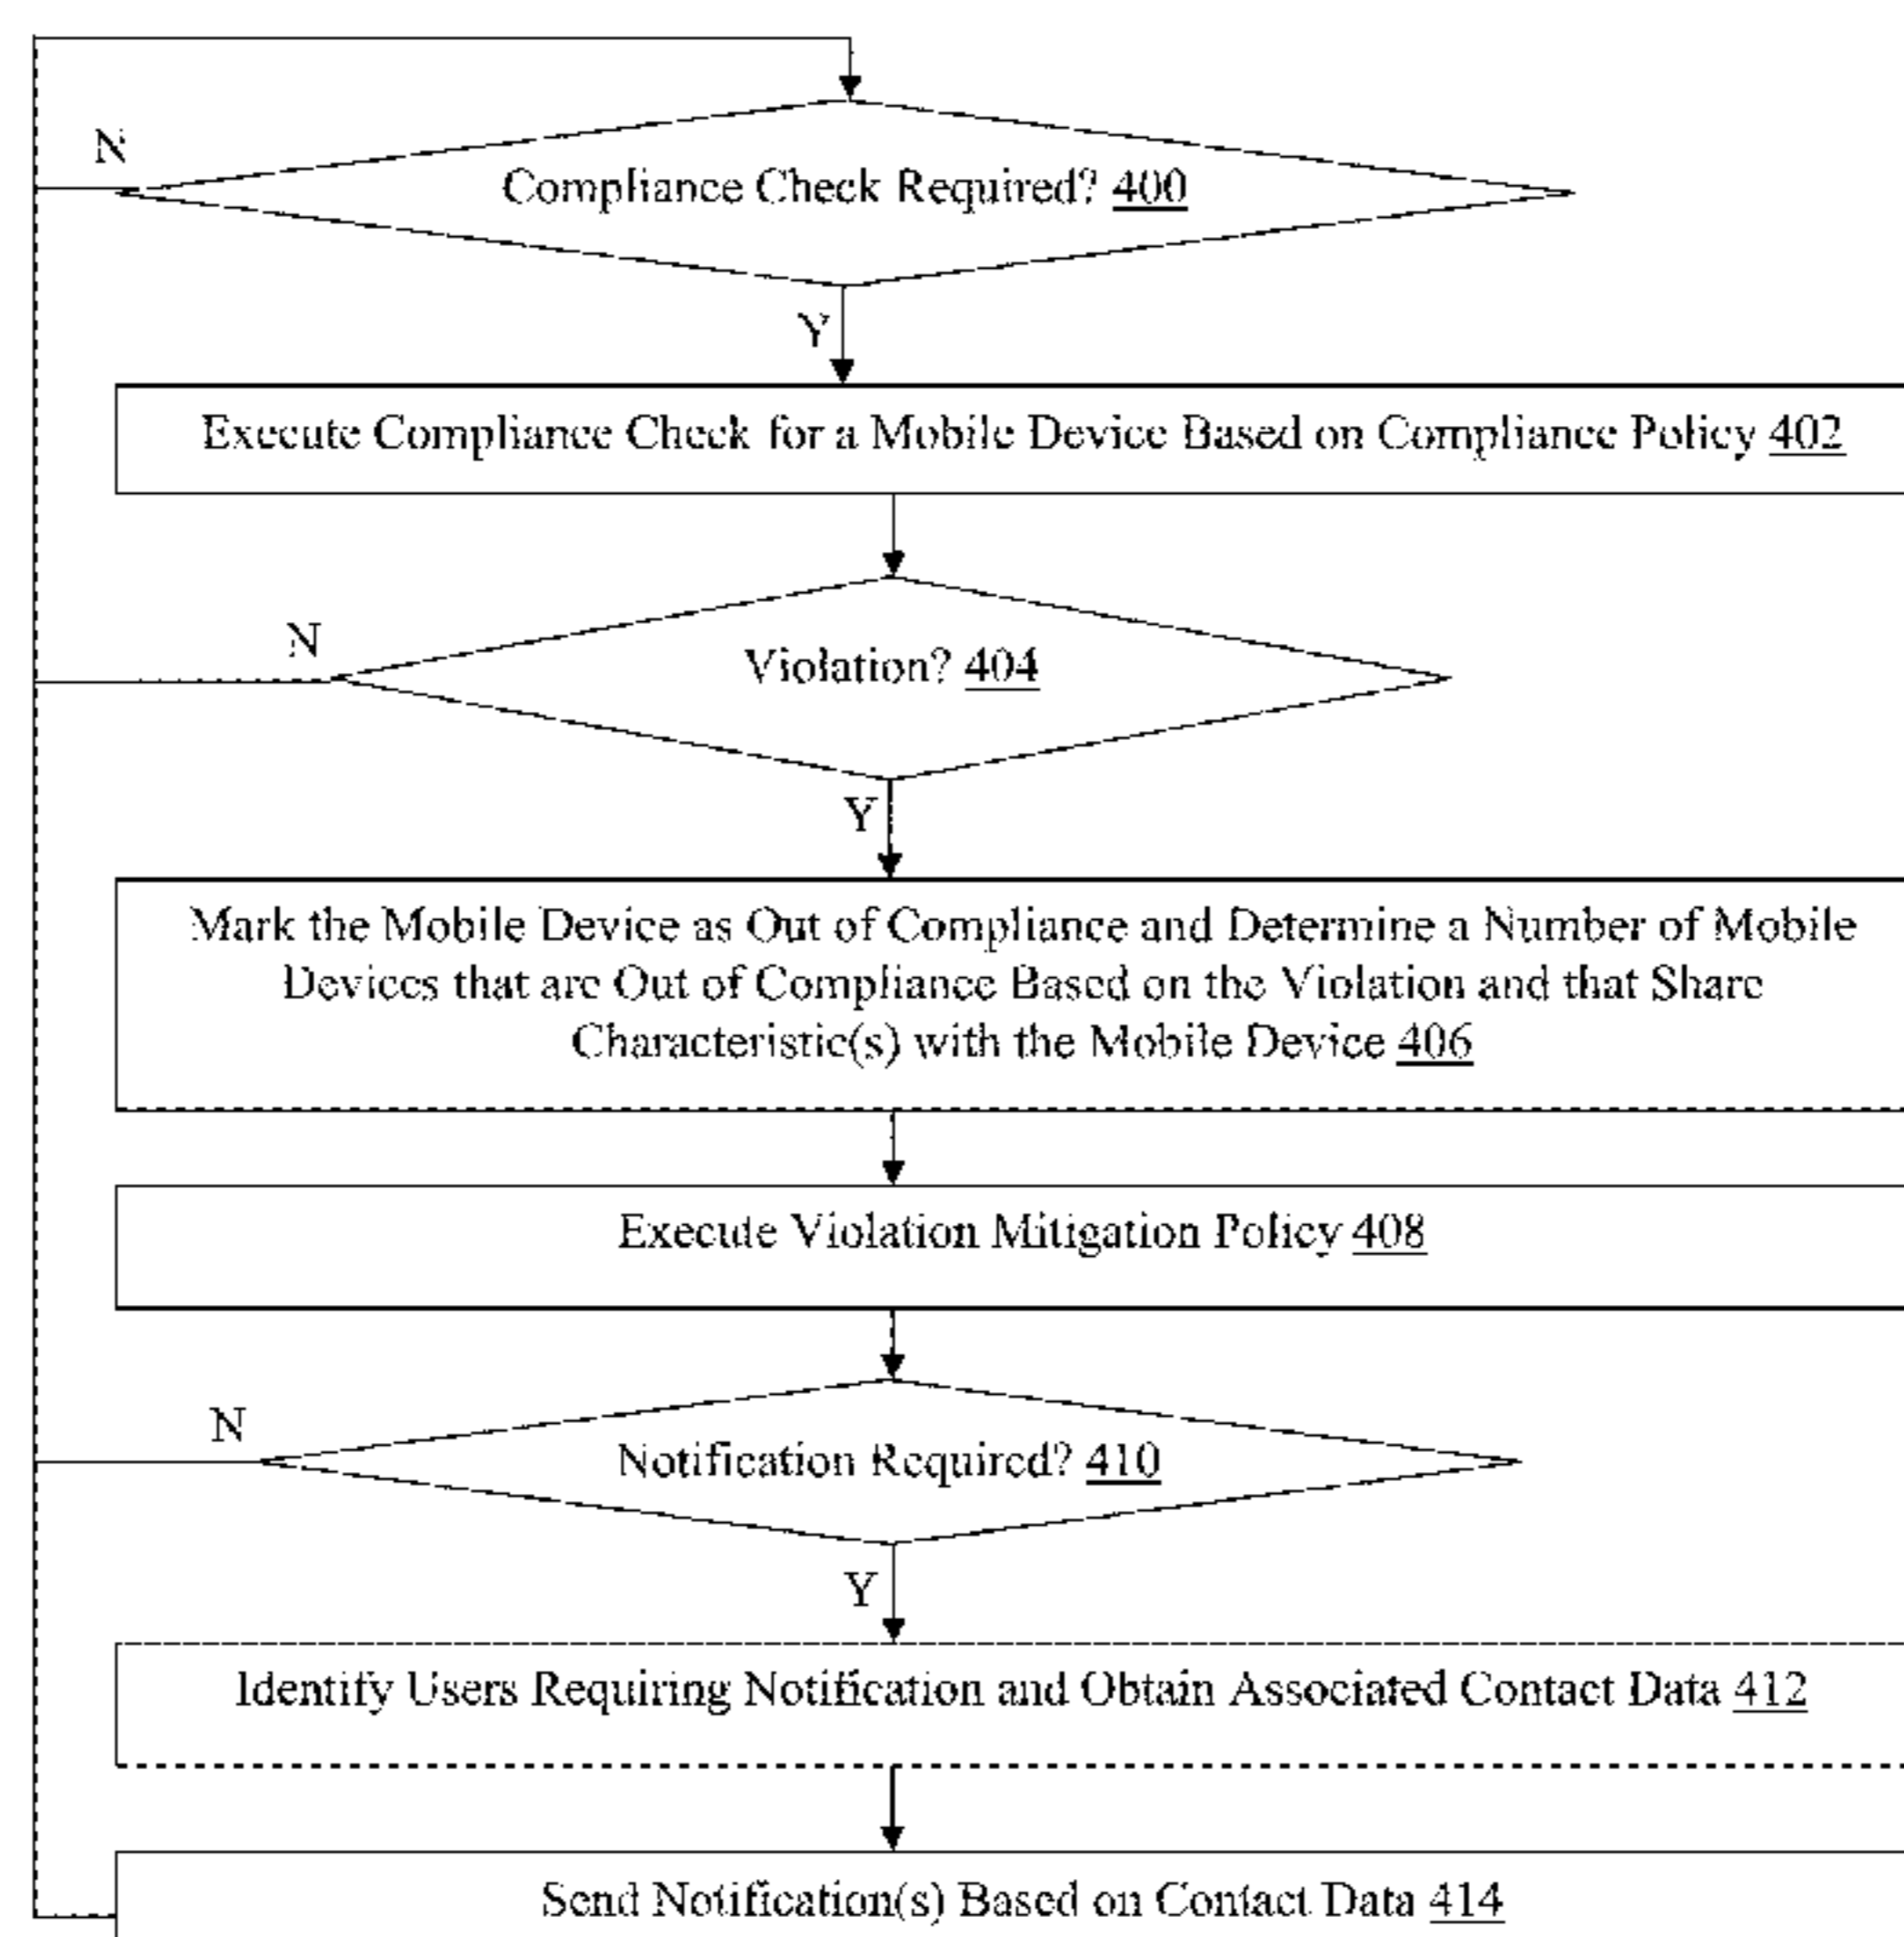 N
Compliance Check Required? 400
Y
Execute Compliance Check for a Mobile Device Based on Compliance Policy 402
N
Violation? 404
Y
Mark the Mobile Device as Out of Compliance and Determine a Number of Mobile
Devices that are Out of Compliance Based on the Violation and that Share
Characteristic(s) with the Mobile Device 406
Execute Violation Mitigation Policy 408
N
Notification Required? 410
Y
Identify Users Requiring Notification and Obtain Associated Contact Data 412
Send Notification(s) Based on Contact Data 414